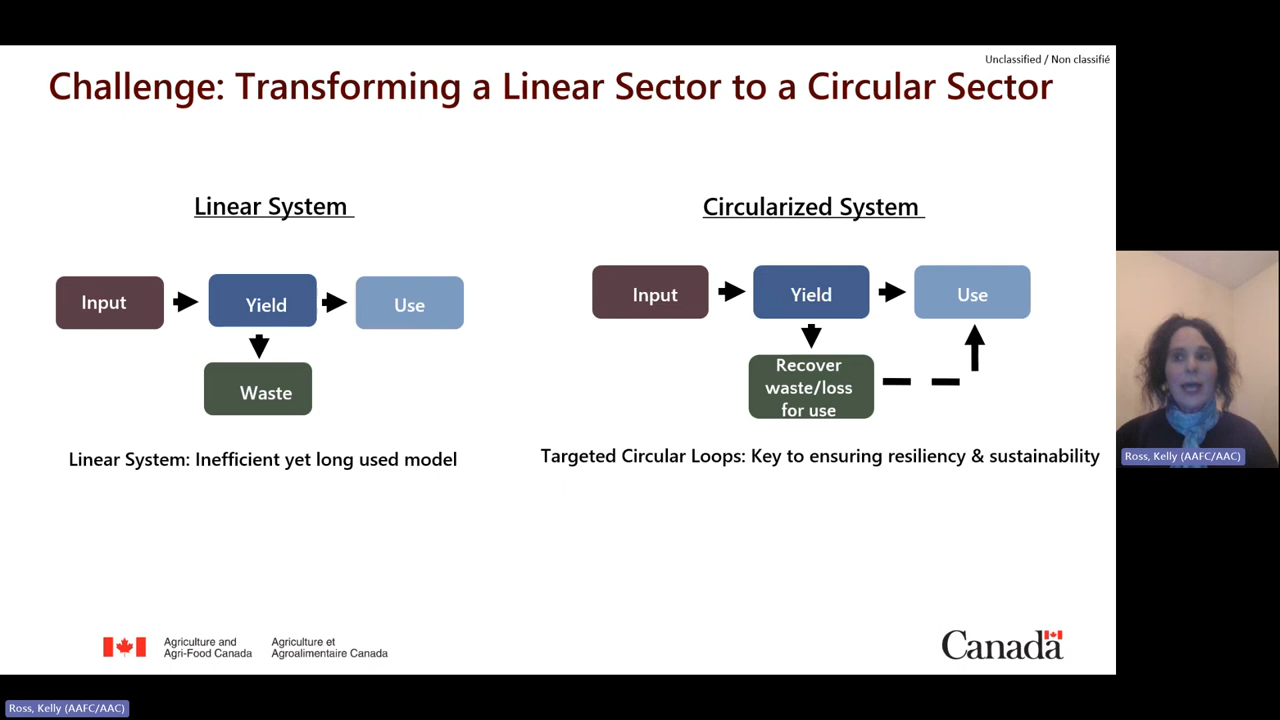 Unclassified / Non classifié
Challenge: Transforming a Linear Sector to a Circular Sector
Linear System
Input
Yield
Use
Waste
Linear System: Inefficient yet long used model
Circularized System
Input
Yield
Use
Recover
waste/loss
for use
Targeted Circular Loops: Key to ensuring resiliency & sustainability
Agriculture and
Agri-Food Canada
Agriculture et
Agroalimentaire Canada
Canada
Ross, Kelly (AAFC/AAC)
Ross, Kelly (AAFC/AAC)